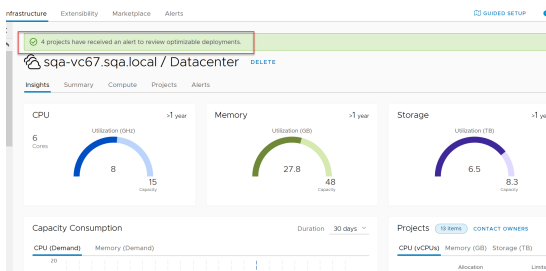 Infrastructure Extensibility Marketplace Alerts GUIDED SETUP
4 projects have received an alert to review optimizable deployments.
sqa-vc67.sqa.local / Datacenter DELETE
Insights Summary Compute Projects Alerts
CPU >1 year
Utilization (GHz)
6
Cores
8
15
Capacity
Memory >1 year
Utilization (GB)
27.8
48
Capacity
Storage >1 ye
Utilization (TB)
6.5
8.3
Capacity
Capacity Consumption Duration 30 days
CPU (Demand) Memory (Demand)
20
Projects 13 items CONTACT OWNERS
CPU (vCPUs) Memory (GB) Storage (TB)
Allocation Limits